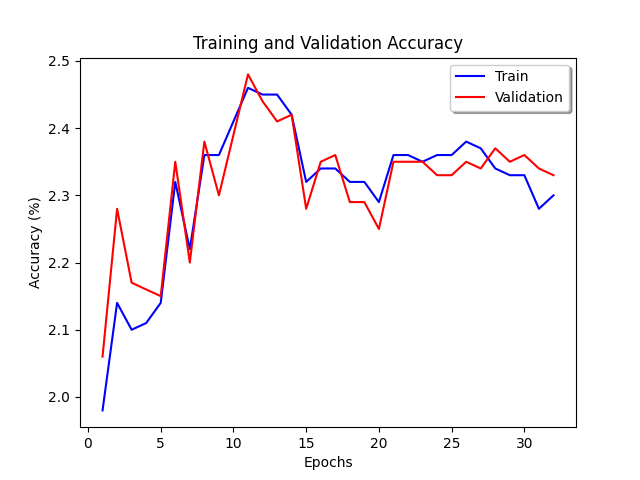 Training and Validation Accuracy
Train
Validation
Accuracy (%)
2.5
2.4
2.3
2.2
2.1
2.0
0 5 10 15 20 25 30
Epochs